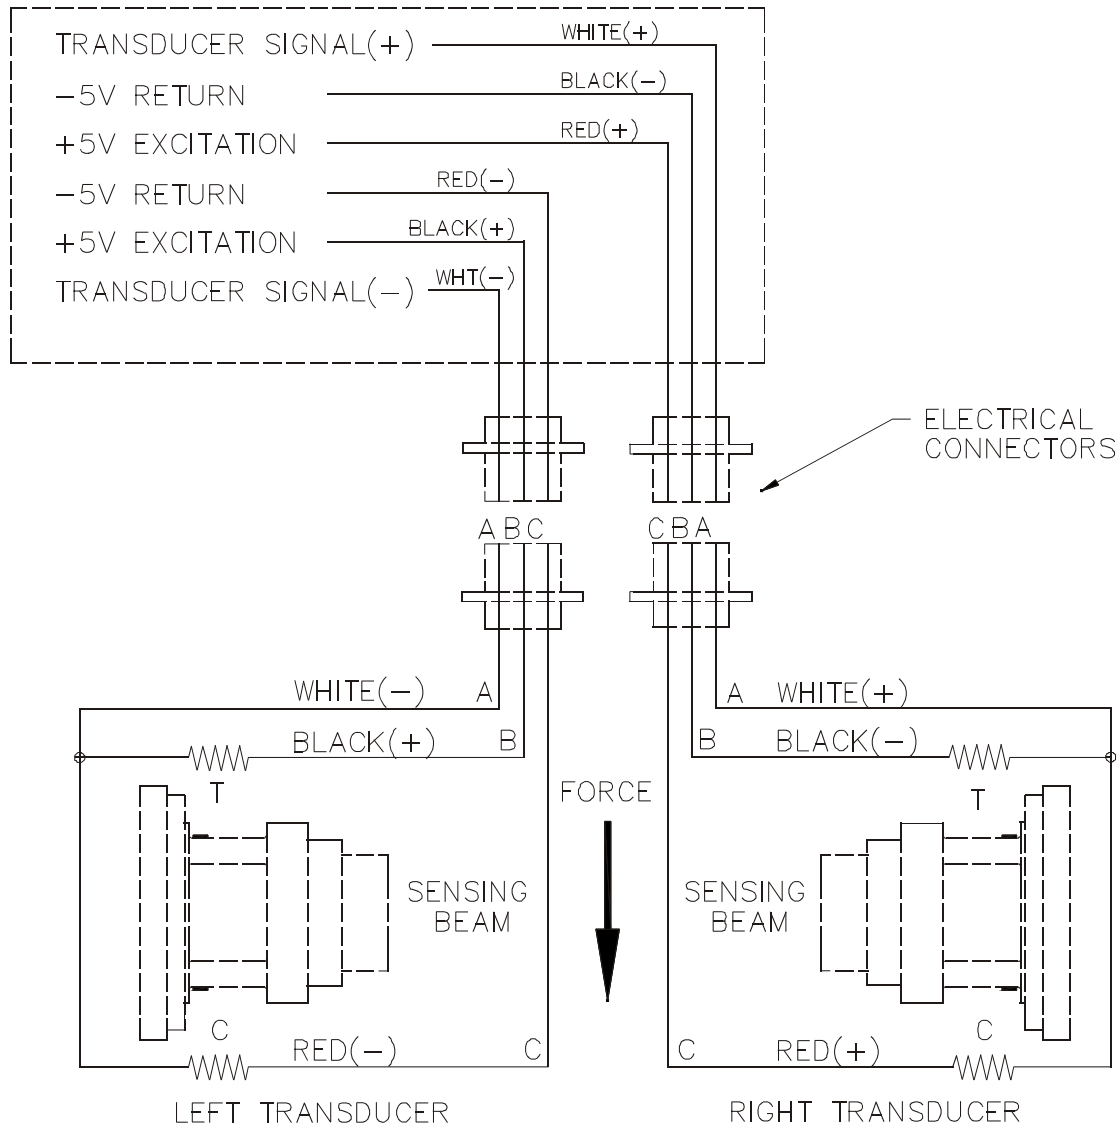 TRANSDUCER SIGNAL(+) WHITE(+)
-5V RETURN BLACK(-)
+5V EXCITATION RED(+)
-5V RETURN RED(-)
+5V EXCITATION BLACK(+)
TRANSDUCER SIGNAL(-) WHT(-)
ELECTRICAL
CONNECTORS
A B C C B A
WHITE(-) A A WHITE(+)
BLACK(+) B B BLACK(-)
T FORCE T
SENSING
BEAM
SENSING
BEAM
C C
RED(-) C C RED(+)
LEFT TRANSDUCER RIGHT TRANSDUCER